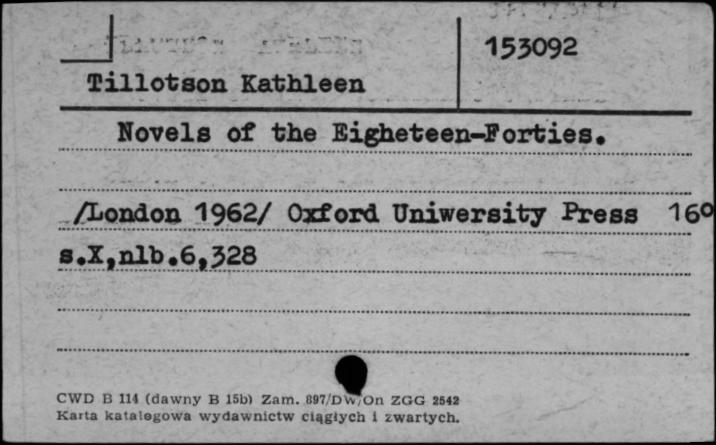 153092
Tillotson Kathleen
Novels of the Eigheteen-Forties.
/London 1962/ Oxford Uniwersity Press 16°
s.X,nlb.6,328
CWD B 114 (dawny B 15b) Zam. 897/DW/On ZGG 2542
Karta katalogowa wydawnictw ciągłych i zwartych.